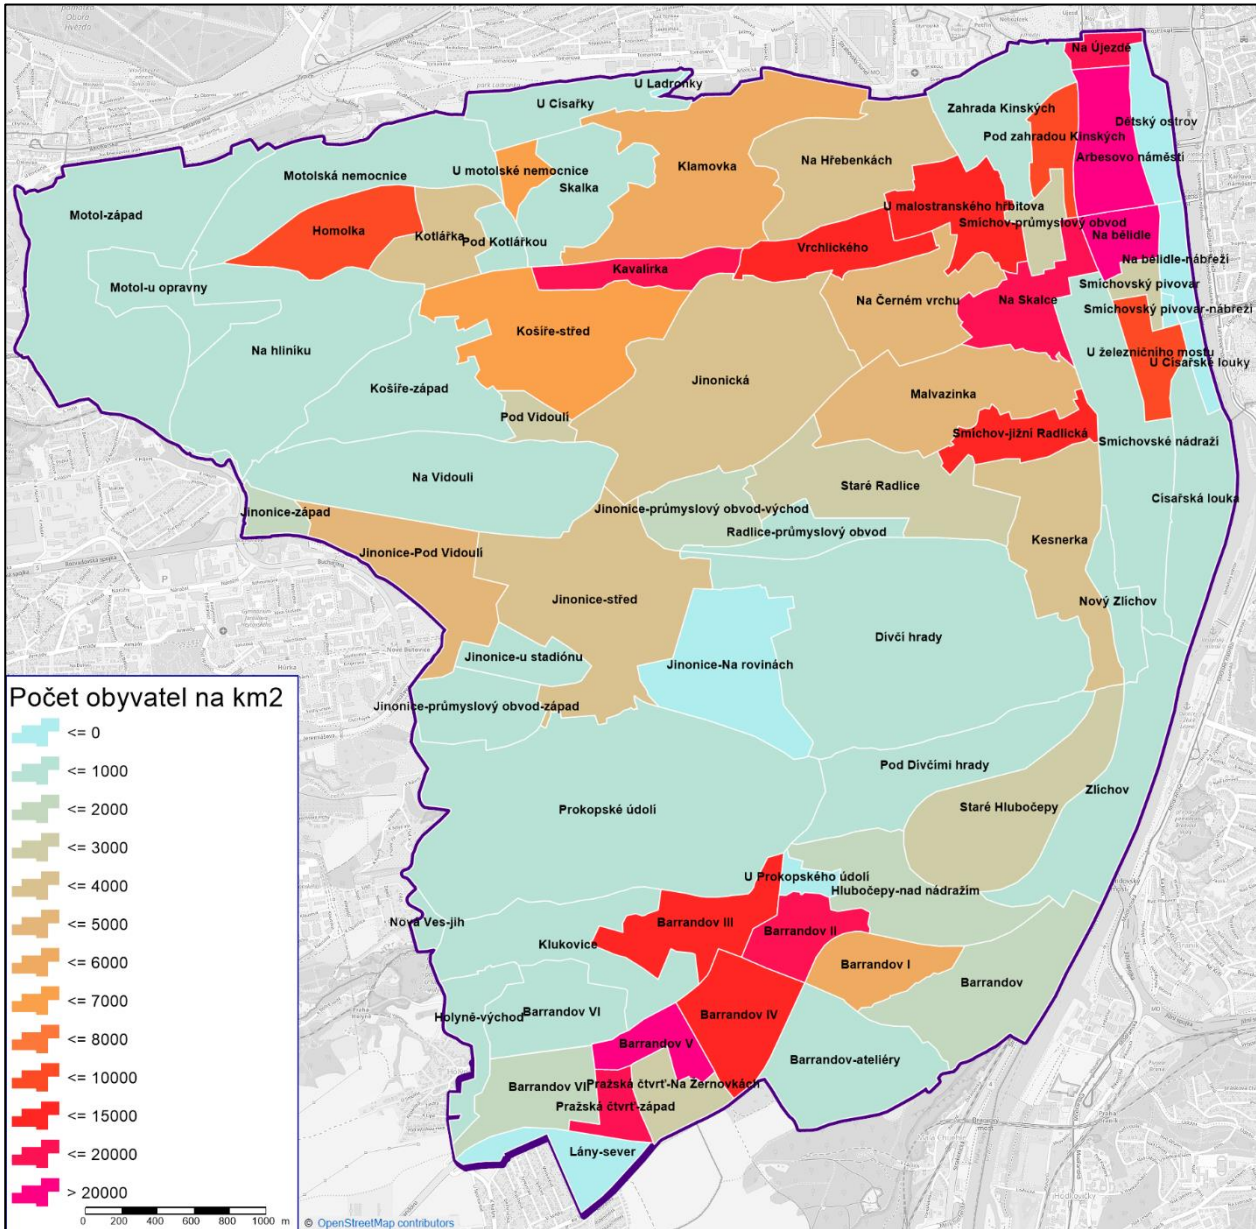 Na Újezdě
U Ladronky
U Císařky
Zahrada Kinských
Dětský ostrov
Pod zahradou Kinských
Arbesovo náměstí
Na Hřebenkách
Klamovka
U motolské nemocnice
Motolská nemocnice
Skalka
Motol-západ
U malostranského hřbitova
Smíchov-průmyslový obvod
Homolka
Kotlářka
Pod Kotlářkou
Vrchlického
Na bělidle
Na bělidle-nábřeží
Kavalírka
Motol-u opravny
Smíchovský pivovar
Na Černém vrchu
Na Skalce
Smíchovský pivovar-nábřeží
Košíře-střed
Na hliníku
U železničního mostu
U Císařské louky
Košíře-západ
Jinonická
Malvazinka
Pod Vidoulí
Smíchov-jižní Radlická
Smíchovské nádraží
Na Vidouli
Staré Radlice
Císařská louka
Jinonice-západ
Jinonice-průmyslový obvod-východ
Radlice-průmyslový obvod
Kesnerka
Jinonice-Pod Vidoulí
Jinonice-střed
Nový Zlíchov
Dívčí hrady
Jinonice-u stadiónu
Jinonice-Na rovinách
Jinonice-průmyslový obvod-západ
Pod Dívčími hrady
Zlíchov
Prokopské údolí
Staré Hlubočepy
U Prokopského údolí
Hlubočepy-nad nádražím
Nová Ves-jih
Klukovice
Barrandov III
Barrandov II
Barrandov I
Barrandov
Holyně-východ
Barrandov VI
Barrandov IV
Barrandov V
Barrandov-ateliéry
Barrandov VII
Pražská čtvrť-Na Žernovkách
Pražská čtvrť-západ
Lány-sever
Počet obyvatel na km2
<= 0
<= 1000
<= 2000
<= 3000
<= 4000
<= 5000
<= 6000
<= 7000
<= 8000
<= 10000
<= 15000
<= 20000
> 20000
0 200 400 600 800 1000 m
© OpenStreetMap contributors